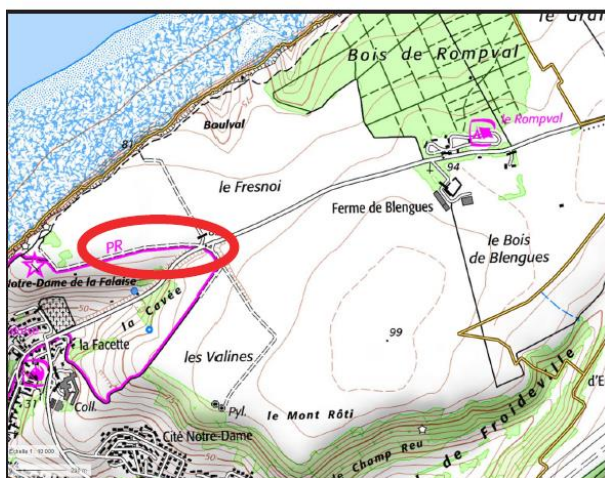 le Gra
Bois de Rompval
Boulval
le Rompval
81
94
le Fresnoi
Ferme de Blengues
le Bois
de
Blengues
PR
Notre-Dame de la Falaise
50
la Cavée
la Facette
99
les Valines
31
Coll.
Pyl.
le Mont Rôti
d'E
Cité Notre-Dame
le Champ Reu
de Froideville
50